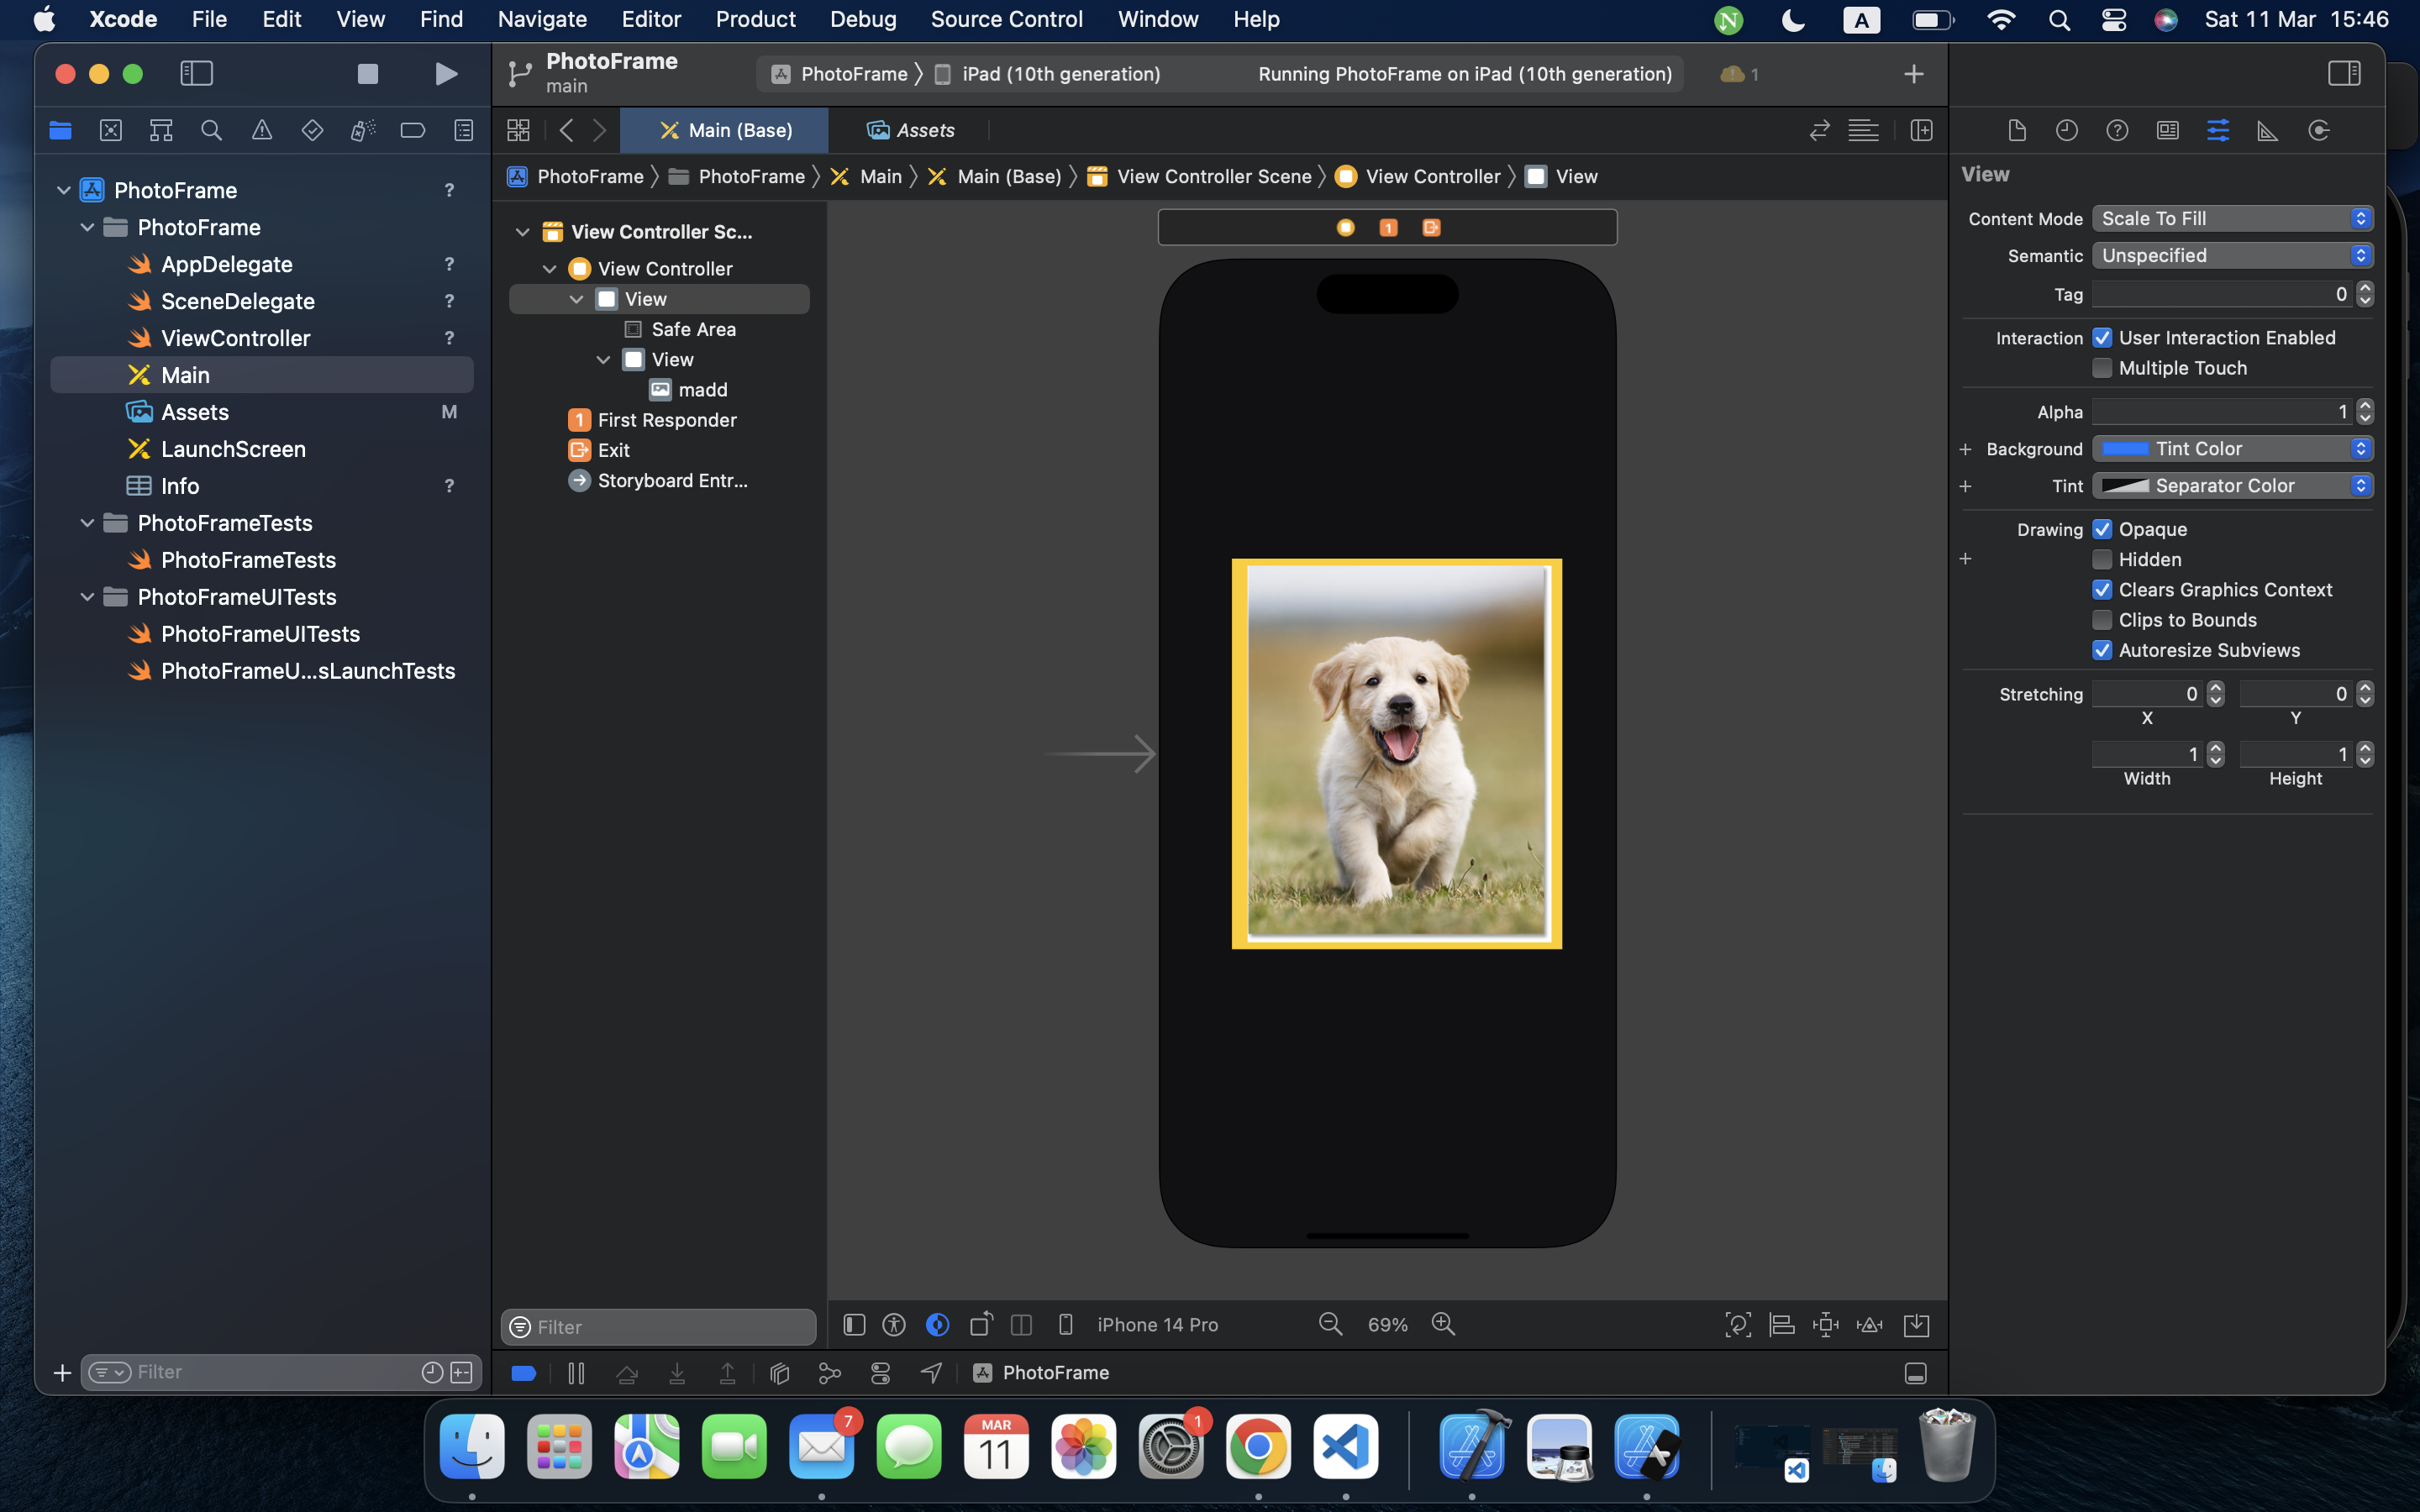 Xcode File Edit View Find Navigate Editor Product Debug Source Control Window Help N A Sat 11 Mar 15:46
PhotoFrame
main
PhotoFrame iPad (10th generation) Running PhotoFrame on iPad (10th generation) 1
Main (Base) Assets
PhotoFrame PhotoFrame Main Main (Base) View Controller Scene View Controller View
PhotoFrame ?
PhotoFrame
AppDelegate ?
SceneDelegate ?
ViewController ?
Main
Assets M
LaunchScreen
Info ?
PhotoFrameTests
PhotoFrameTests
PhotoFrameUITests
PhotoFrameUITests
PhotoFrameU...sLaunchTests
Filter
View Controller Sc...
View Controller
View
Safe Area
View
madd
1 First Responder
Exit
Storyboard Entr...
Filter
1
iPhone 14 Pro 69%
PhotoFrame
View
Content Mode Scale To Fill
Semantic Unspecified
Tag 0
Interaction User Interaction Enabled
Multiple Touch
Alpha 1
+ Background Tint Color
+ Tint Separator Color
Drawing Opaque
+ Hidden
Clears Graphics Context
Clips to Bounds
Autoresize Subviews
Stretching 0 0
X Y
1 1
Width Height
7
MAR
11
1